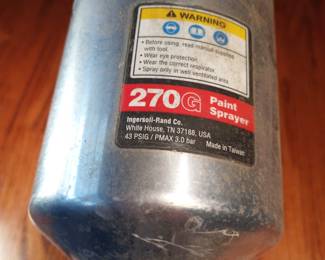 WARNING
• Before using, read manual supplied
with tool.
• Wear eye protection.
• Wear the correct respirator.
• Spray only in well ventilated area
270G Paint
Sprayer
Ingersoll-Rand Co.
White House, TN 37188, USA
43 PSIG / PMAX 3.0 bar
Made in Taiwan